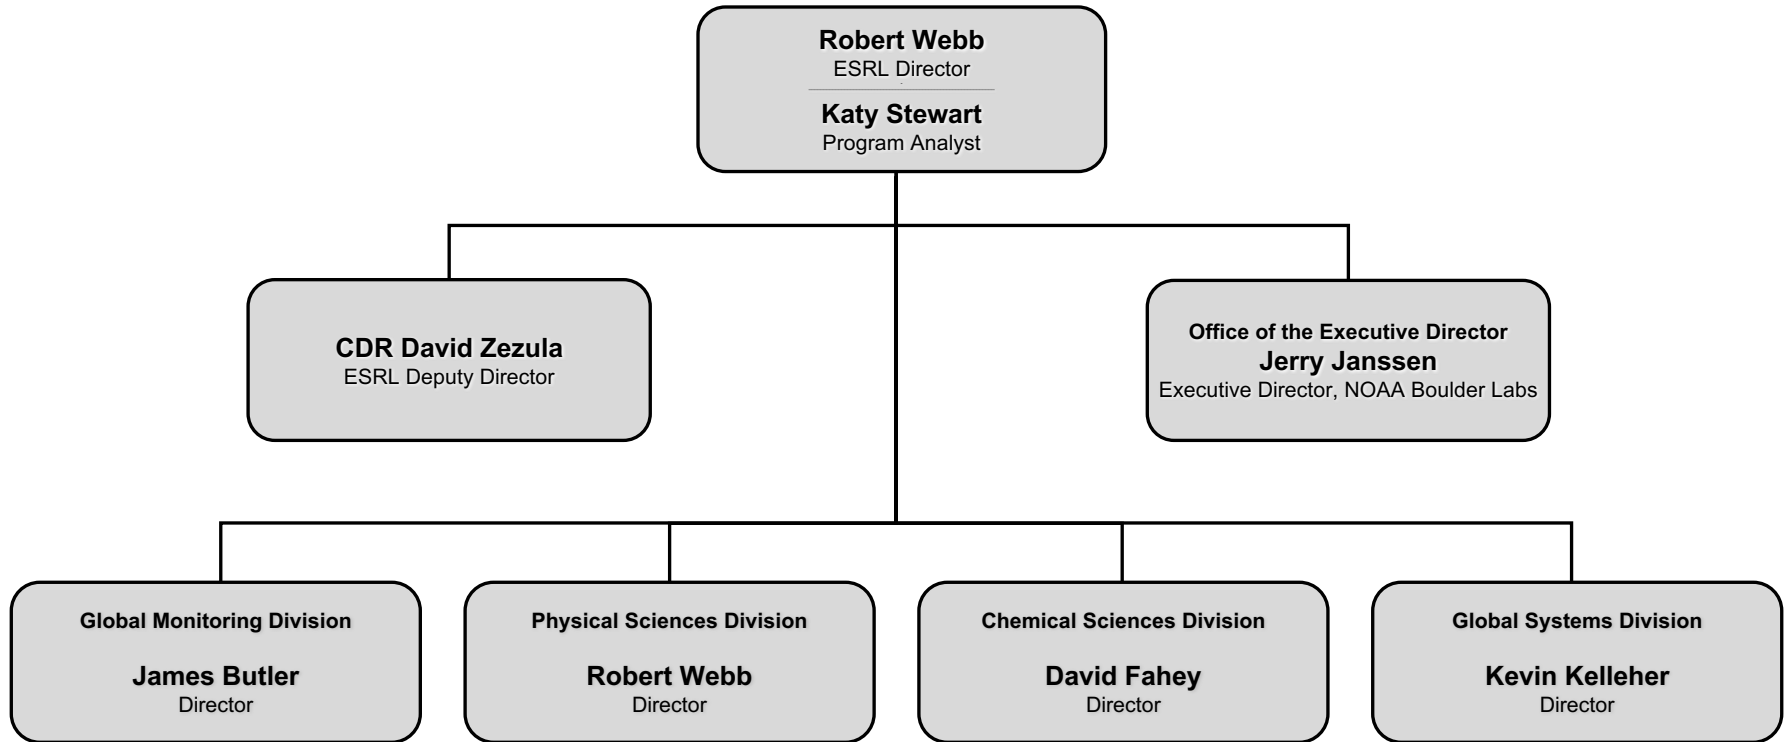 Robert Webb
ESRL Director
Katy Stewart
Program Analyst
CDR David Zezula
ESRL Deputy Director
Office of the Executive Director
Jerry Janssen
Executive Director, NOAA Boulder Labs
Global Monitoring Division
James Butler
Director
Physical Sciences Division
Robert Webb
Director
Chemical Sciences Division
David Fahey
Director
Global Systems Division
Kevin Kelleher
Director